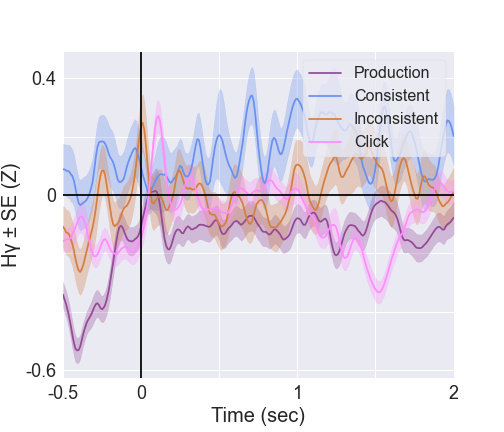 Production
Consistent
Inconsistent
Click
Hγ ± SE (Z)
0.4
0
-0.6
-0.5
0
1
2
Time (sec)